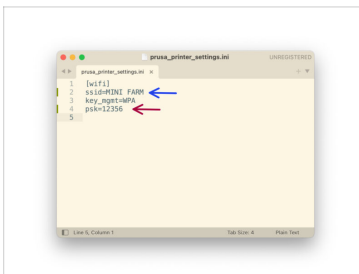 prusa_printer_settings.ini
UNREGISTERED
prusa_printer_settings.ini ×
1 [wifi]
2 ssid=MINI FARM
3 key_mgmt=WPA
4 psk=12356
5
Line 5, Column 1 Tab Size: 4 Plain Text